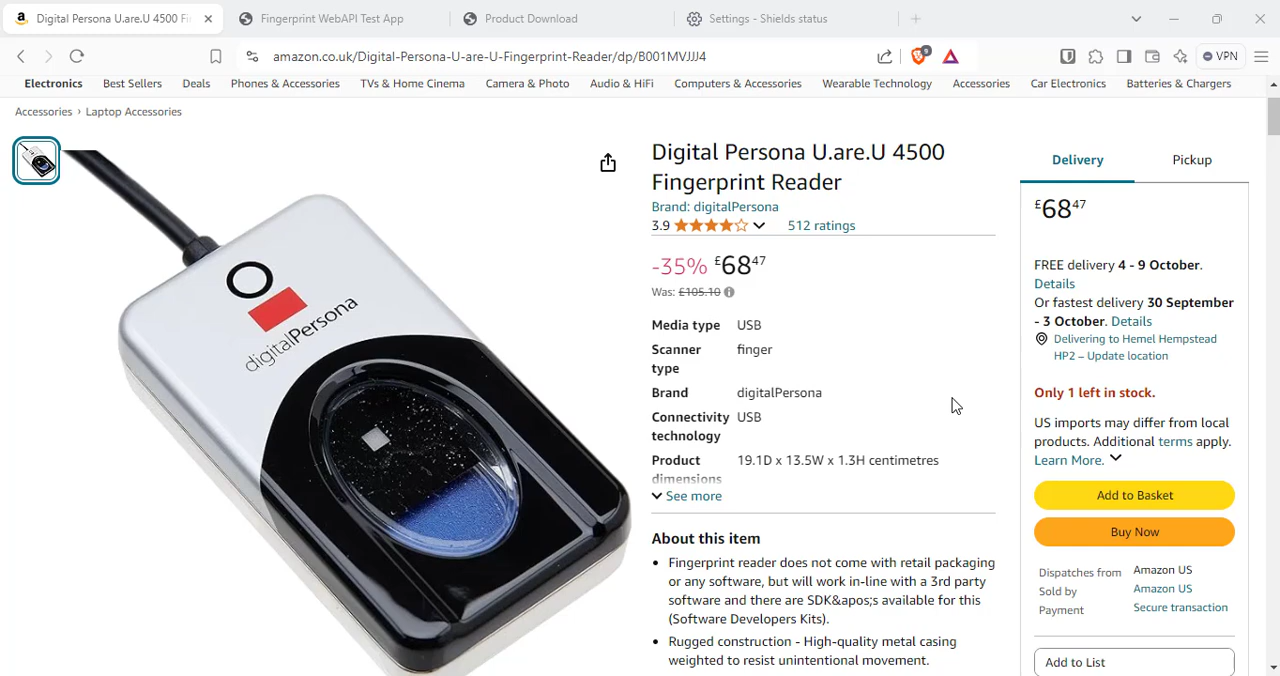 Digital Persona U.are.U 4500 Fi
Fingerprint WebAPI Test App
Product Download
Settings - Shields status
amazon.co.uk/Digital-Persona-U-are-U-Fingerprint-Reader/dp/B001MVJJJ4
9
VPN
Electronics Best Sellers Deals Phones & Accessories TVs & Home Cinema Camera & Photo Audio & HiFi Computers & Accessories Wearable Technology Accessories Car Electronics Batteries & Chargers
Accessories › Laptop Accessories
digitalPersona
Digital Persona U.are.U 4500
Fingerprint Reader
Brand: digitalPersona
3.9 512 ratings
-35% £6847
Was: £105.10
Media type USB
Scanner finger
type
Brand digitalPersona
Connectivity USB
technology
Product 19.1D x 13.5W x 1.3H centimetres
dimensions
See more
About this item
• Fingerprint reader does not come with retail packaging
or any software, but will work in-line with a 3rd party
software and there are SDK&apos;s available for this
(Software Developers Kits).
• Rugged construction - High-quality metal casing
weighted to resist unintentional movement.
Delivery Pickup
£6847
FREE delivery 4 - 9 October.
Details
Or fastest delivery 30 September
- 3 October. Details
Delivering to Hemel Hempstead
HP2 – Update location
Only 1 left in stock.
US imports may differ from local
products. Additional terms apply.
Learn More.
Add to Basket
Buy Now
Dispatches from Amazon US
Sold by Amazon US
Payment Secure transaction
Add to List